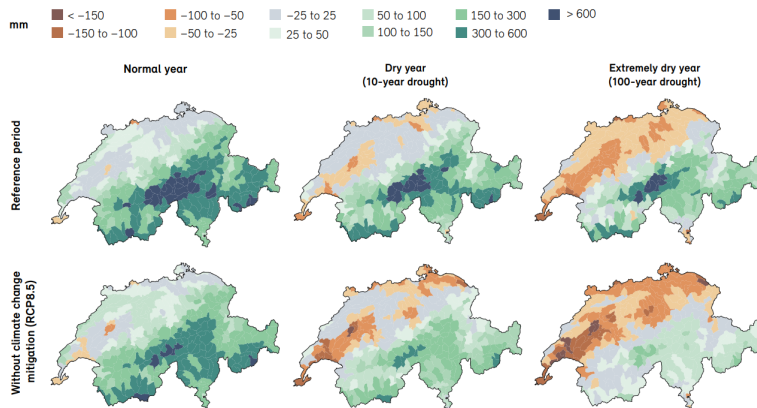 mm
< −150
−100 to −50
−25 to 25
50 to 100
150 to 300
> 600
−150 to −100
−50 to −25
25 to 50
100 to 150
300 to 600
Normal year
Dry year
(10-year drought)
Extremely dry year
(100-year drought)
Reference period
Without climate change
mitigation (RCP8.5)